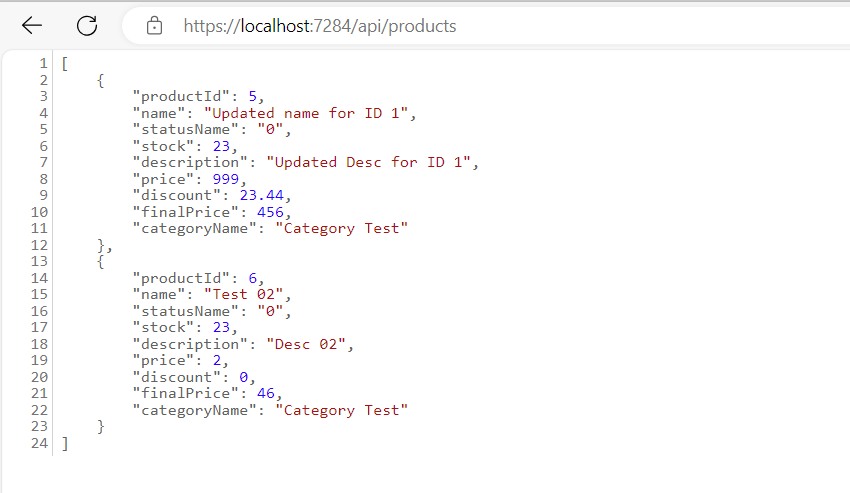 https://localhost:7284/api/products
1 [
2 {
3 "productId": 5,
4 "name": "Updated name for ID 1",
5 "statusName": "0",
6 "stock": 23,
7 "description": "Updated Desc for ID 1",
8 "price": 999,
9 "discount": 23.44,
10 "finalPrice": 456,
11 "categoryName": "Category Test"
12 },
13 {
14 "productId": 6,
15 "name": "Test 02",
16 "statusName": "0",
17 "stock": 23,
18 "description": "Desc 02",
19 "price": 2,
20 "discount": 0,
21 "finalPrice": 46,
22 "categoryName": "Category Test"
23 }
24 ]